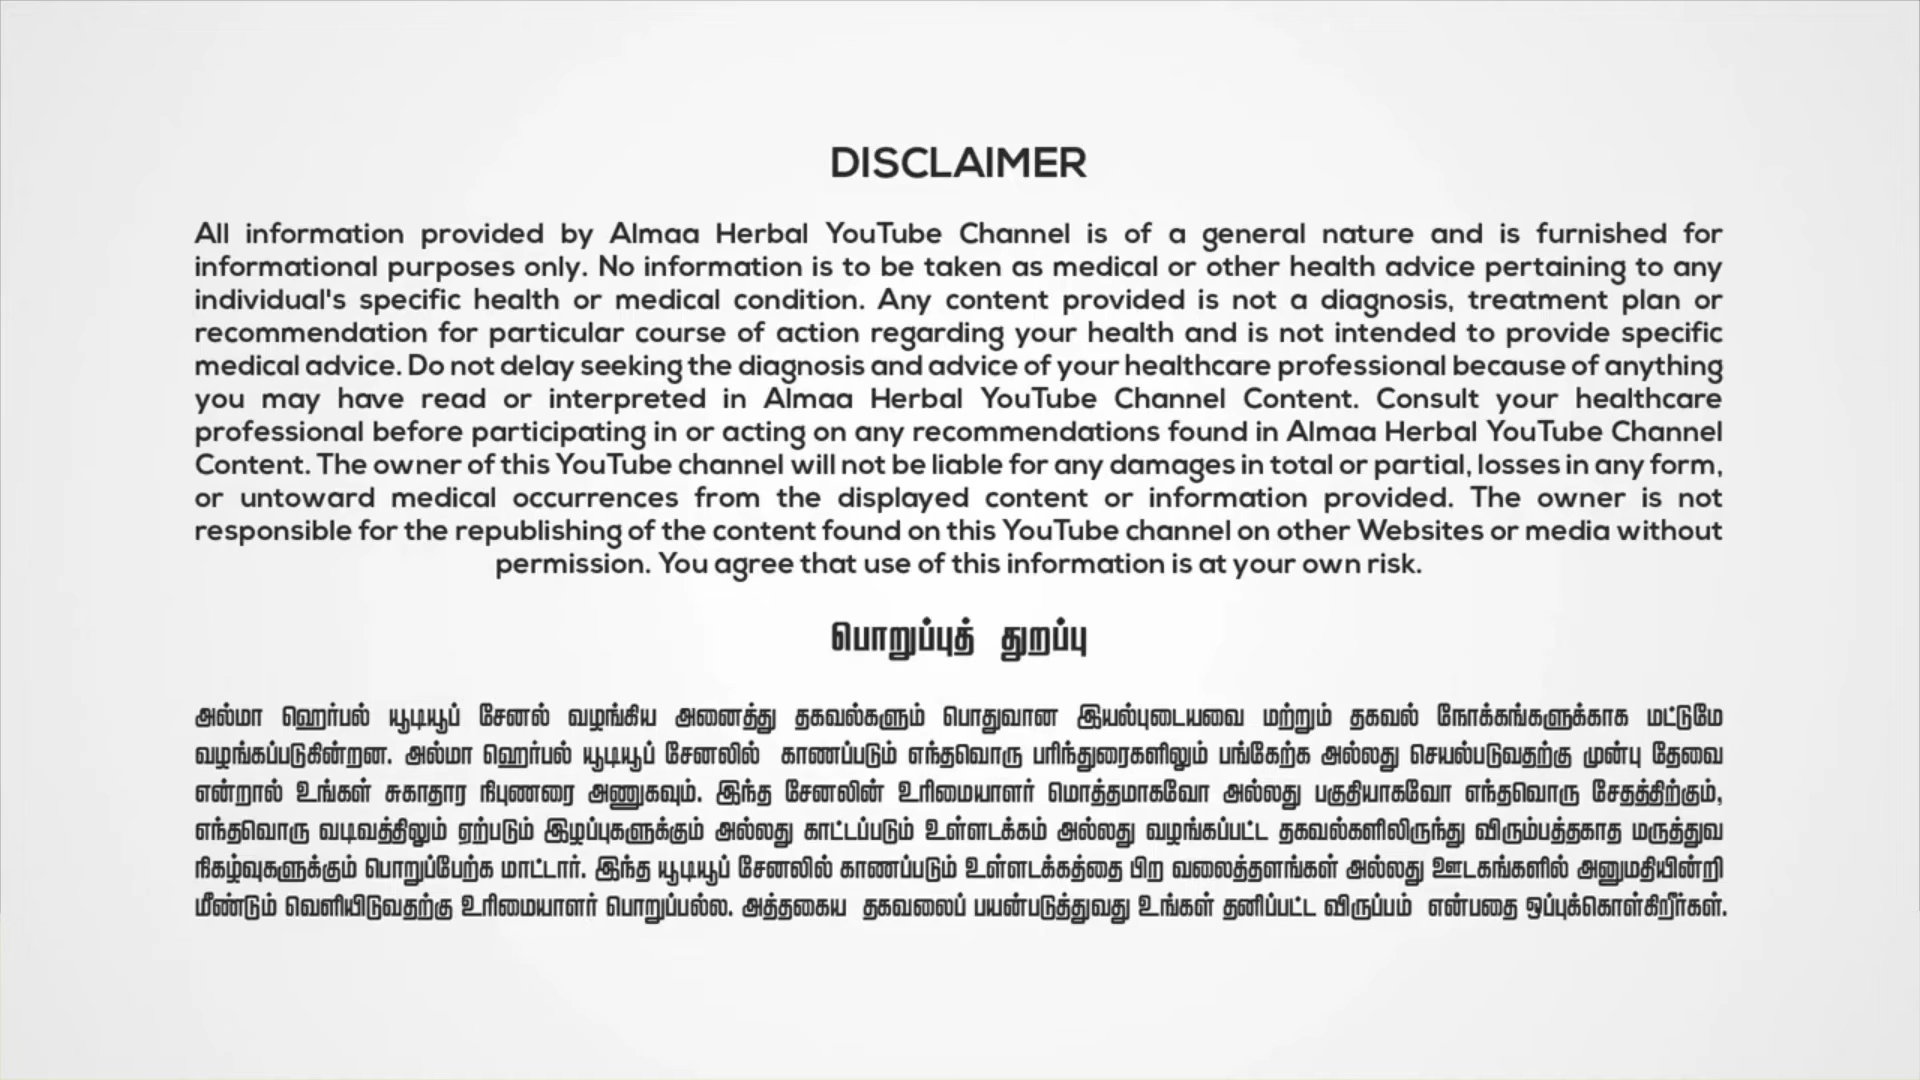 DISCLAIMER
All information provided by Almaa Herbal YouTube Channel is of a general nature and is furnished for
informational purposes only. No information is to be taken as medical or other health advice pertaining to any
individual's specific health or medical condition. Any content provided is not a diagnosis, treatment plan or
recommendation for particular course of action regarding your health and is not intended to provide specific
medical advice. Do not delay seeking the diagnosis and advice of your healthcare professional because of anything
you may have read or interpreted in Almaa Herbal YouTube Channel Content. Consult your healthcare
professional before participating in or acting on any recommendations found in Almaa Herbal YouTube Channel
Content. The owner of this YouTube channel will not be liable for any damages in total or partial, losses in any form,
or untoward medical occurrences from the displayed content or information provided. The owner is not
responsible for the republishing of the content found on this YouTube channel on other Websites or media without
permission. You agree that use of this information is at your own risk.
பொறுப்புத் துறப்பு
அல்மா ஹெர்பல் யூடியூப் சேனல் வழங்கிய அனைத்து தகவல்களும் பொதுவான இயல்புடையவை மற்றும் தகவல் நோக்கங்களுக்காக மட்டுமே
வழங்கப்படுகின்றன. அல்மா ஹெர்பல் யூடியூப் சேனலில் காணப்படும் எந்தவொரு பரிந்துரைகளிலும் பங்கேற்க அல்லது செயல்படுவதற்கு முன்பு தேவை
என்றால் உங்கள் சுகாதார நிபுணரை அணுகவும். இந்த சேனலின் உரிமையாளர் மொத்தமாகவோ அல்லது பகுதியாகவோ எந்தவொரு சேதத்திற்கும்,
எந்தவொரு வடிவத்திலும் ஏற்படும் இழப்புகளுக்கும் அல்லது காட்டப்படும் உள்ளடக்கம் அல்லது வழங்கப்பட்ட தகவல்களிலிருந்து விரும்பத்தகாத மருத்துவ
நிகழ்வுகளுக்கும் பொறுப்பேற்க மாட்டார். இந்த யூடியூப் சேனலில் காணப்படும் உள்ளடக்கத்தை பிற வலைத்தளங்கள் அல்லது ஊடகங்களில் அனுமதியின்றி
மீண்டும் வெளியிடுவதற்கு உரிமையாளர் பொறுப்பல்ல. அத்தகைய தகவலைப் பயன்படுத்துவது உங்கள் தனிப்பட்ட விருப்பம் என்பதை ஒப்புக்கொள்கிறீர்கள்.